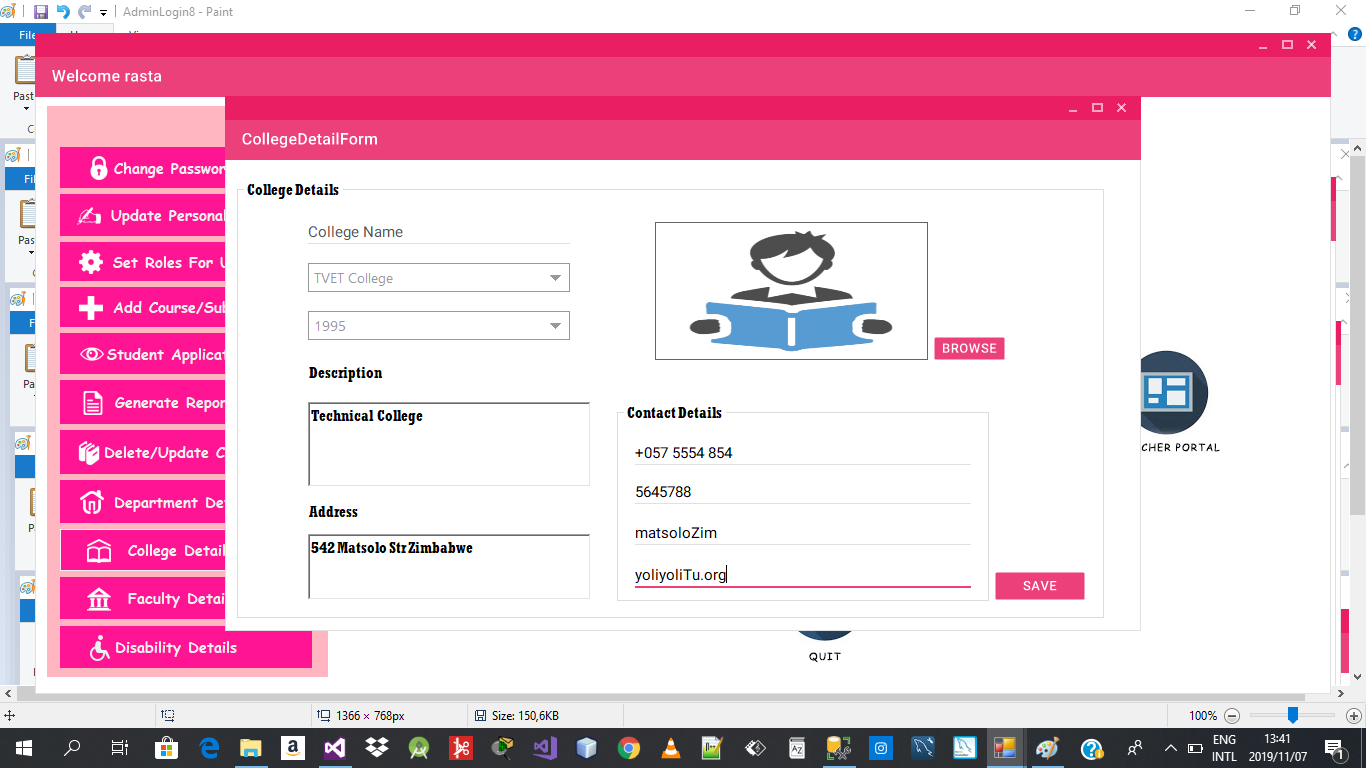 AdminLogin8 - Paint
File
Welcome rasta
CollegeDetailForm
Change Passwor
Update Personal
Set Roles For U
Add Course/Sub
Student Applicat
Generate Repor
Delete/Update C
Department Det
College Detail
Faculty Detai
Disability Details
College Details
College Name
TVET College
1995
BROWSE
Description
Technical College
Address
542 Matsolo Str Zimbabwe
Contact Details
+057 5554 854
5645788
matsoloZim
yoliyoliTu.org
SAVE
CHER PORTAL
QUIT
1366 × 768px
Size: 150,6KB
100%
ENG
INTL
13:41
2019/11/07
1